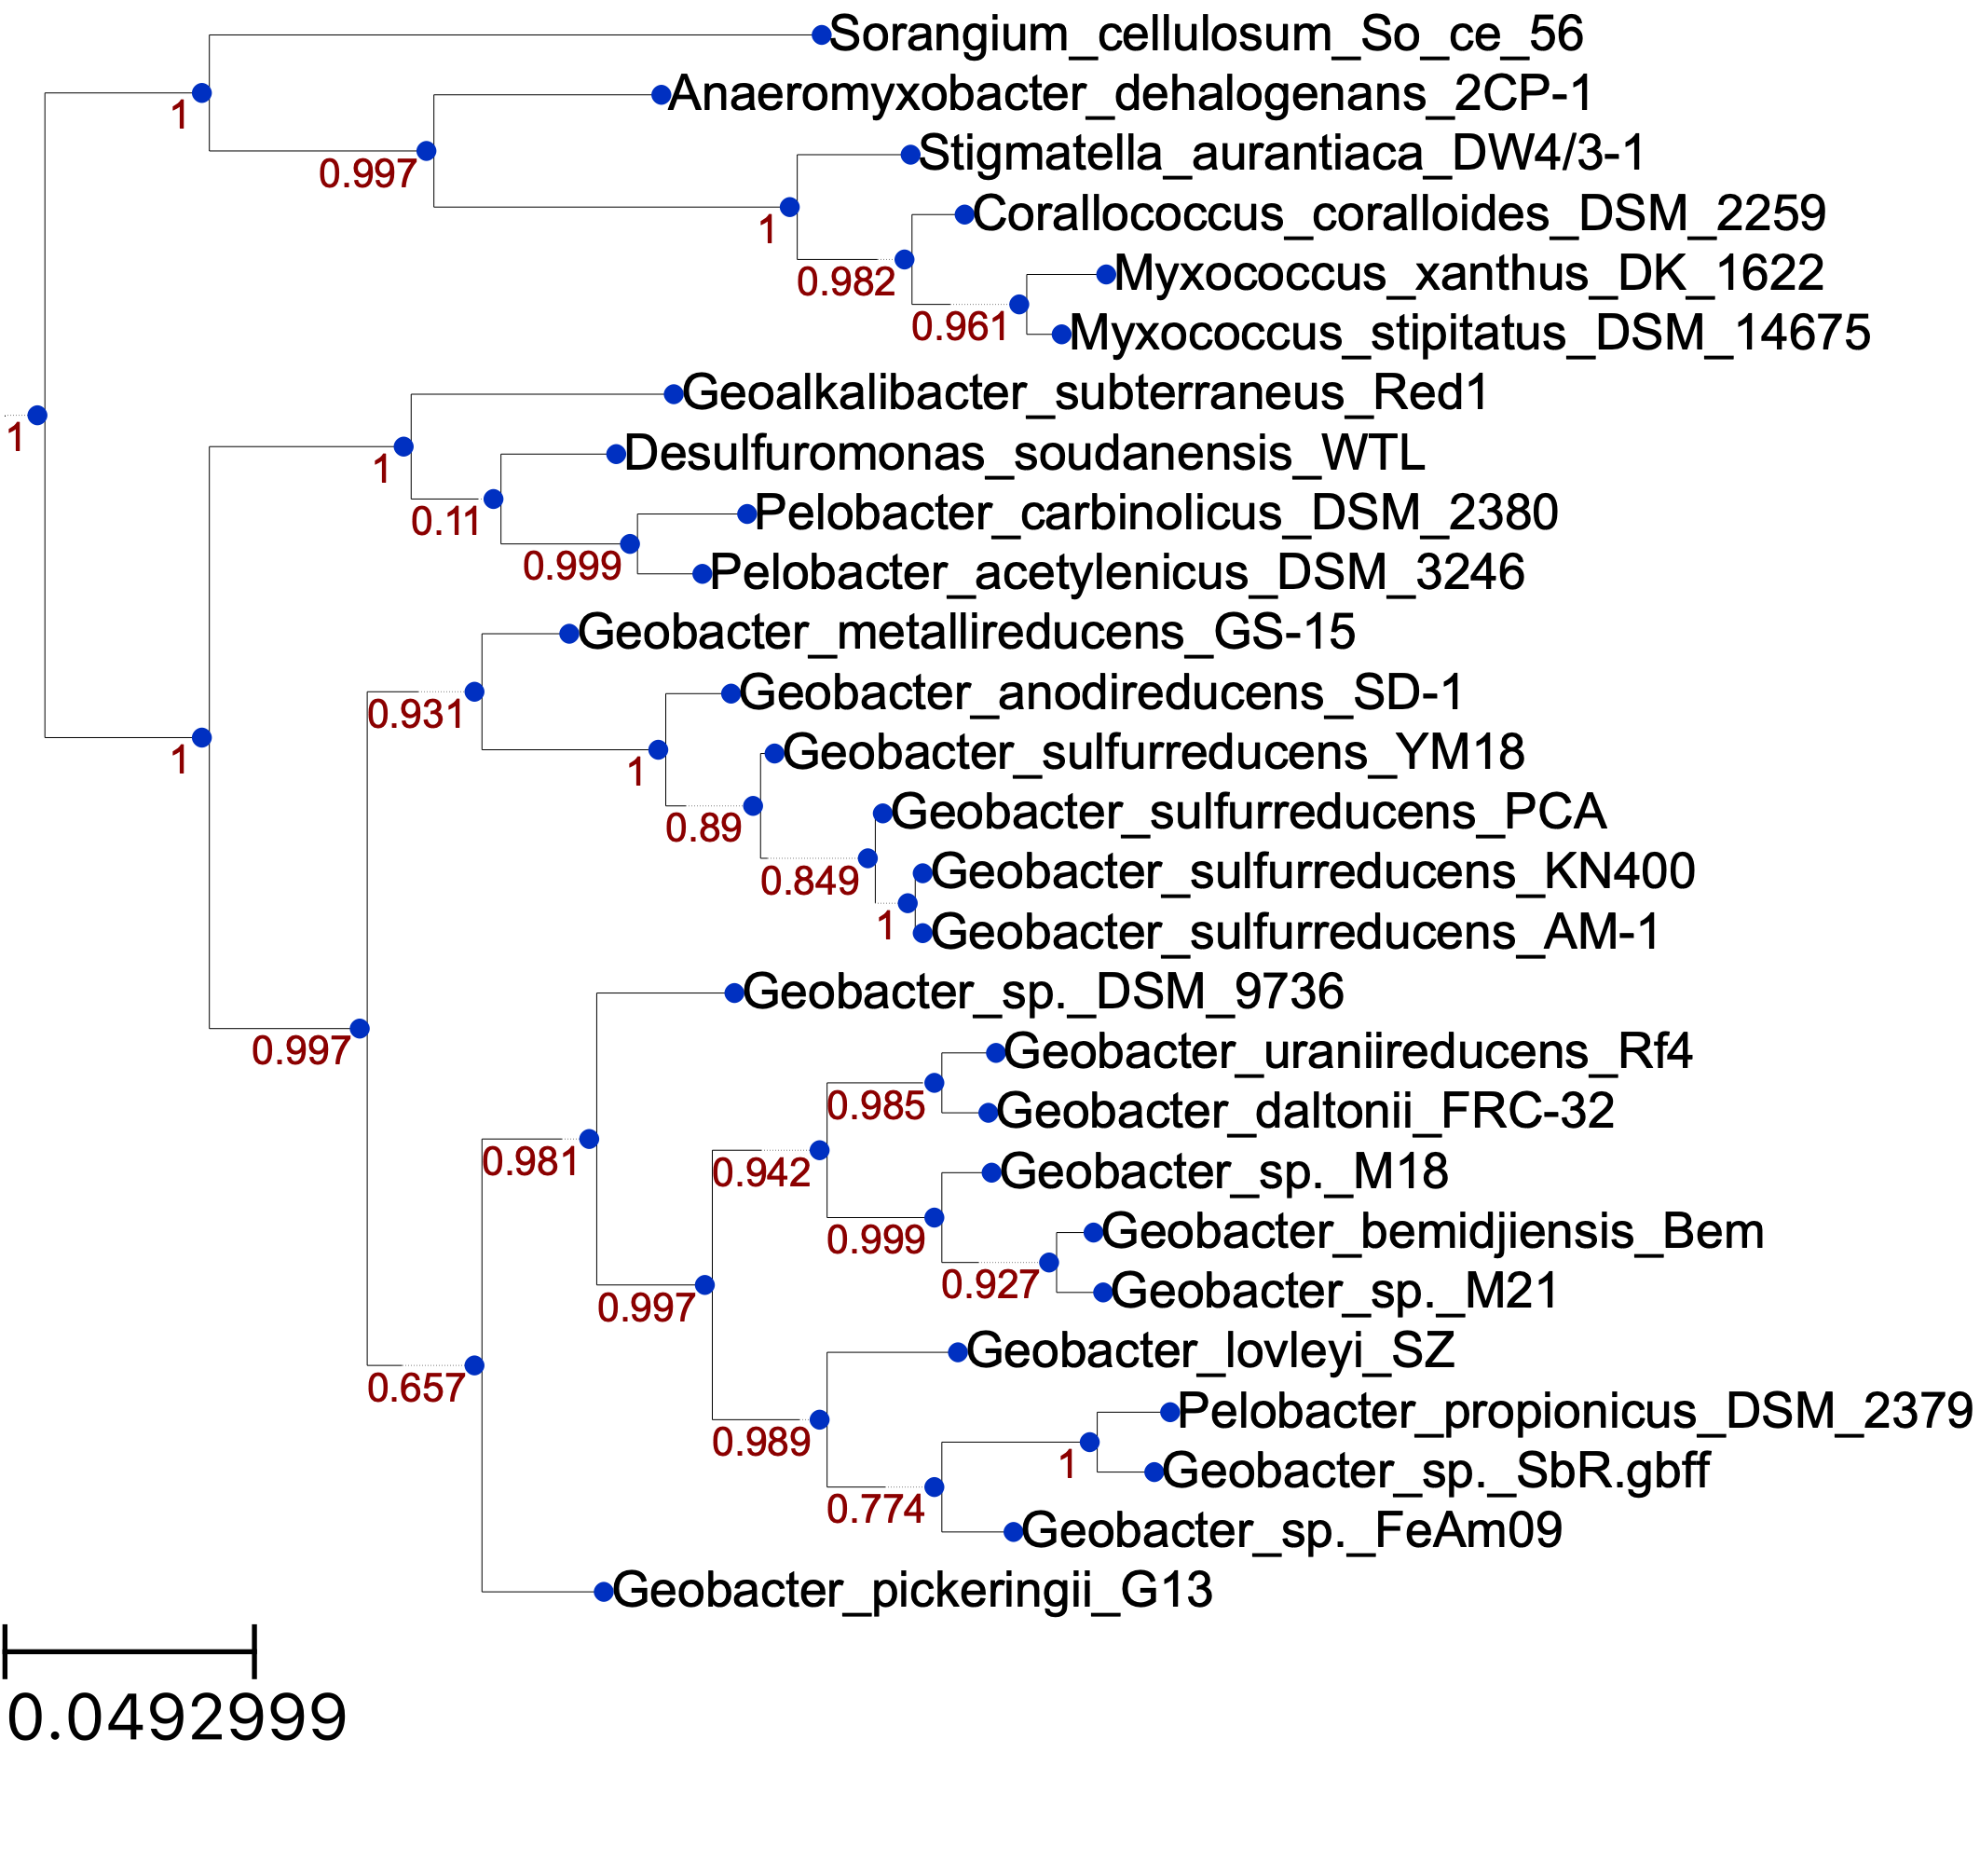 Sorangium_cellulosum_So_ce_56
Anaeromyxobacter_dehalogenans_2CP-1
1
Stigmatella_aurantiaca_DW4/3-1
0.997
Corallococcus_coralloides_DSM_2259
1
Myxococcus_xanthus_DK_1622
0.982
0.961
Myxococcus_stipitatus_DSM_14675
Geoalkalibacter_subterraneus_Red1
1
Desulfuromonas_soudanensis_WTL
1
Pelobacter_carbinolicus_DSM_2380
0.11
0.999
Pelobacter_acetylenicus_DSM_3246
Geobacter_metallireducens_GS-15
Geobacter_anodireducens_SD-1
0.931
Geobacter_sulfurreducens_YM18
1
1
Geobacter_sulfurreducens_PCA
0.89
Geobacter_sulfurreducens_KN400
0.849
1
Geobacter_sulfurreducens_AM-1
Geobacter_sp._DSM_9736
0.997
Geobacter_uraniireducens_Rf4
0.985
Geobacter_daltonii_FRC-32
0.981
0.942
Geobacter_sp._M18
0.999
Geobacter_bemidjiensis_Bem
0.927
Geobacter_sp._M21
0.997
Geobacter_lovleyi_SZ
0.657
Pelobacter_propionicus_DSM_2379
0.989
1
Geobacter_sp._SbR.gbff
0.774
Geobacter_sp._FeAm09
Geobacter_pickeringii_G13
0.0492999